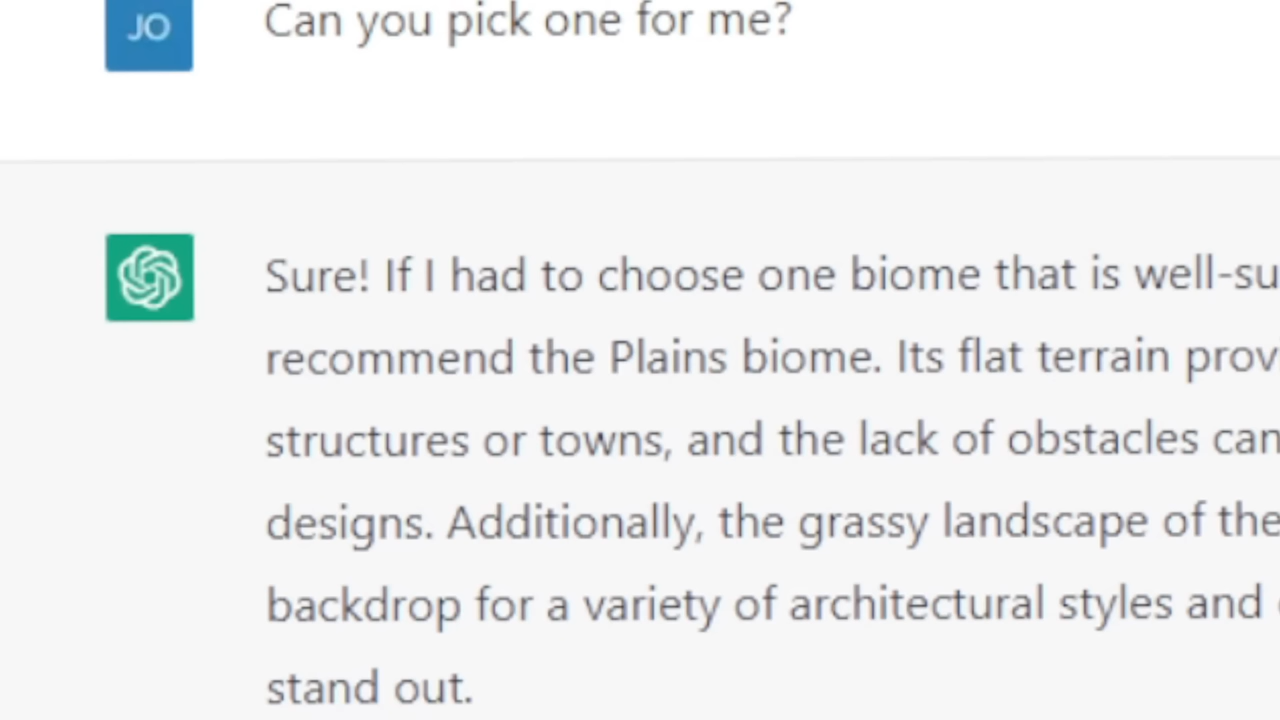 JO
Can you pick one for me?
Sure! If I had to choose one biome that is well-su
recommend the Plains biome. Its flat terrain provi
structures or towns, and the lack of obstacles can
designs. Additionally, the grassy landscape of the
backdrop for a variety of architectural styles and
stand out.